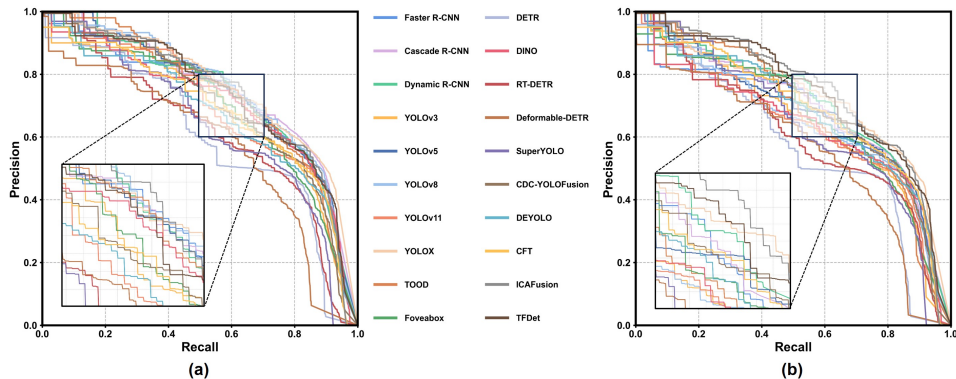 1.0
0.8
0.6
0.4
0.2
0.0
Precision
0.0 0.2 0.4 0.6 0.8 1.0
Recall
(a)
Faster R-CNN
Cascade R-CNN
Dynamic R-CNN
YOLOv3
YOLOv5
YOLOv8
YOLOv11
YOLOX
TOOD
Foveabox
DETR
DINO
RT-DETR
Deformable-DETR
SuperYOLO
CDC-YOLOFusion
DEYOLO
CFT
ICAFusion
TFDet
1.0
0.8
0.6
0.4
0.2
0.0
Precision
0.0 0.2 0.4 0.6 0.8 1.0
Recall
(b)